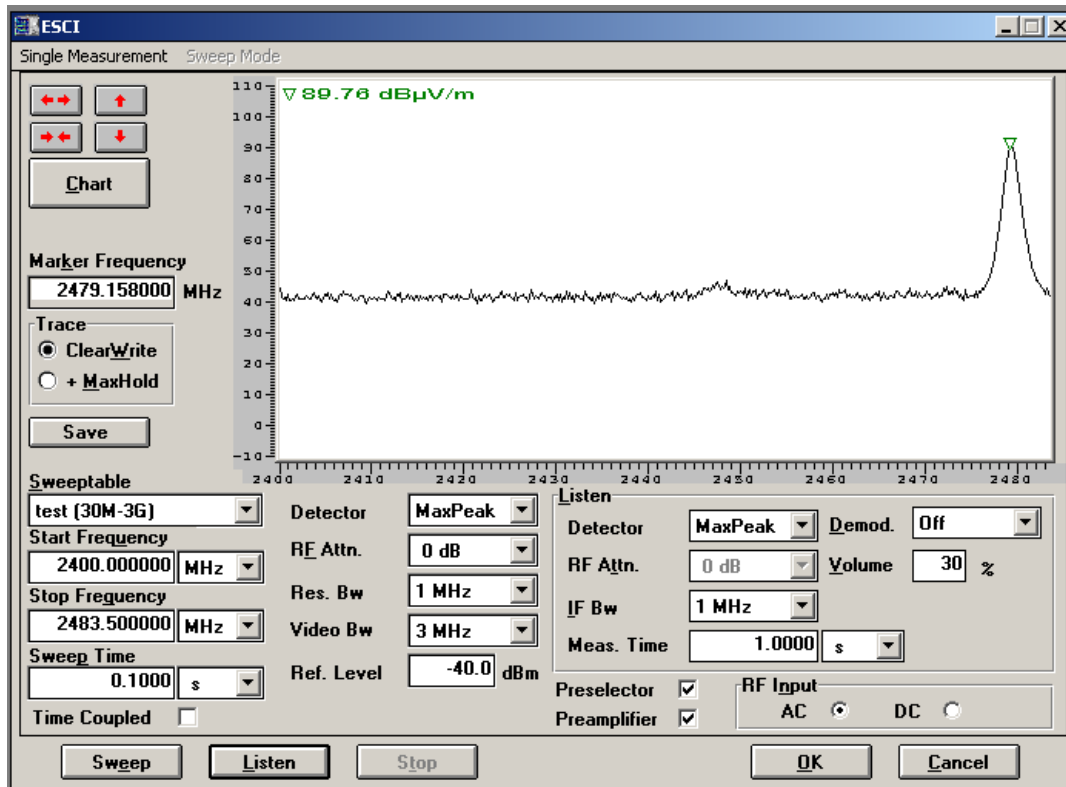 ESCI
Single Measurement Sweep Mode
Chart
Marker Frequency
2479.158000 MHz
Trace
ClearWrite
+ MaxHold
Save
110
100
90
80
70
60
50
40
30
20
10
0
-10
89.76 dBµV/m
2400 2410 2420 2430 2440 2450 2460 2470 2480
Sweeptable
test (30M-3G)
Start Frequency
2400.000000 MHz
Stop Frequency
2483.500000 MHz
Sweep Time
0.1000 s
Time Coupled
Detector MaxPeak
RF Attn. 0 dB
Res. Bw 1 MHz
Video Bw 3 MHz
Ref. Level -40.0 dBm
Listen
Detector MaxPeak Demod. Off
RF Attn. 0 dB Volume 30 %
IF Bw 1 MHz
Meas. Time 1.0000 s
Preselector
Preamplifier
RF Input
AC DC
Sweep Listen Stop OK Cancel